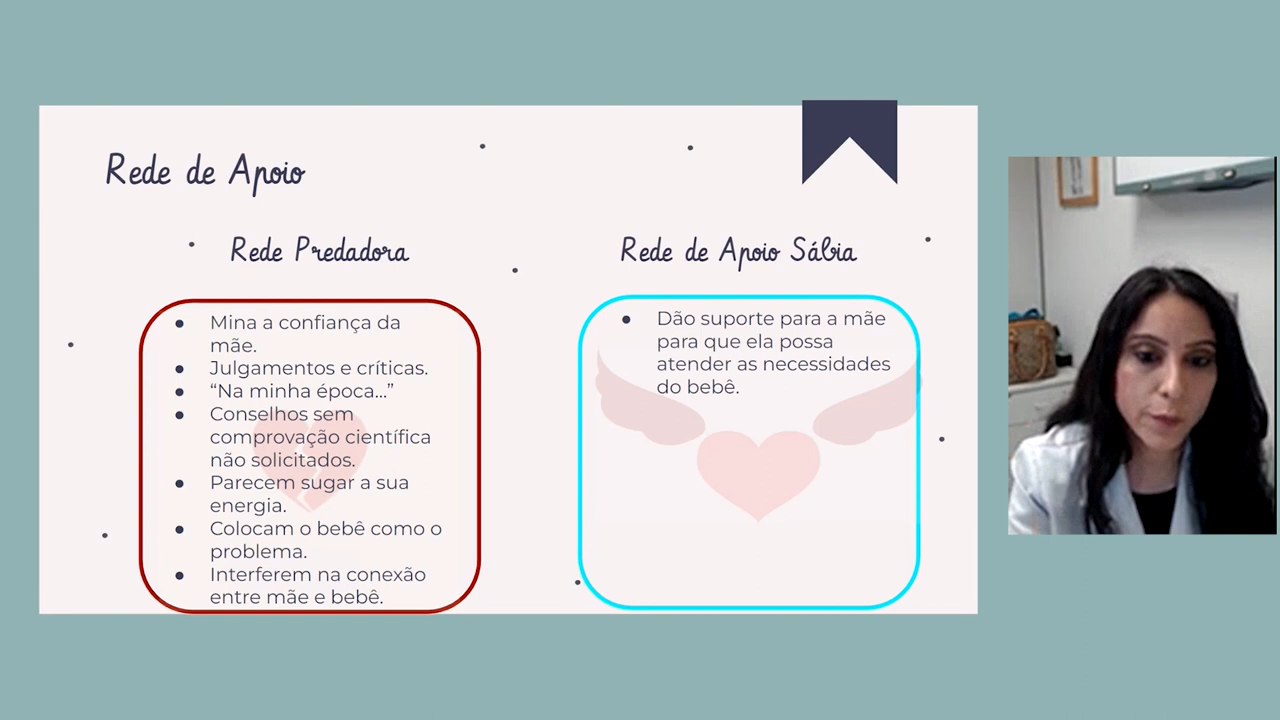 Rede de Apoio
Rede Predadora
• Mina a confiança da
mãe.
• Julgamentos e críticas.
• “Na minha época...”
• Conselhos sem
comprovação científica
não solicitados.
• Parecem sugar a sua
energia.
• Colocam o bebê como o
problema.
• Interferem na conexão
entre mãe e bebê.
Rede de Apoio Sábia
• Dão suporte para a mãe
para que ela possa
atender as necessidades
do bebê.